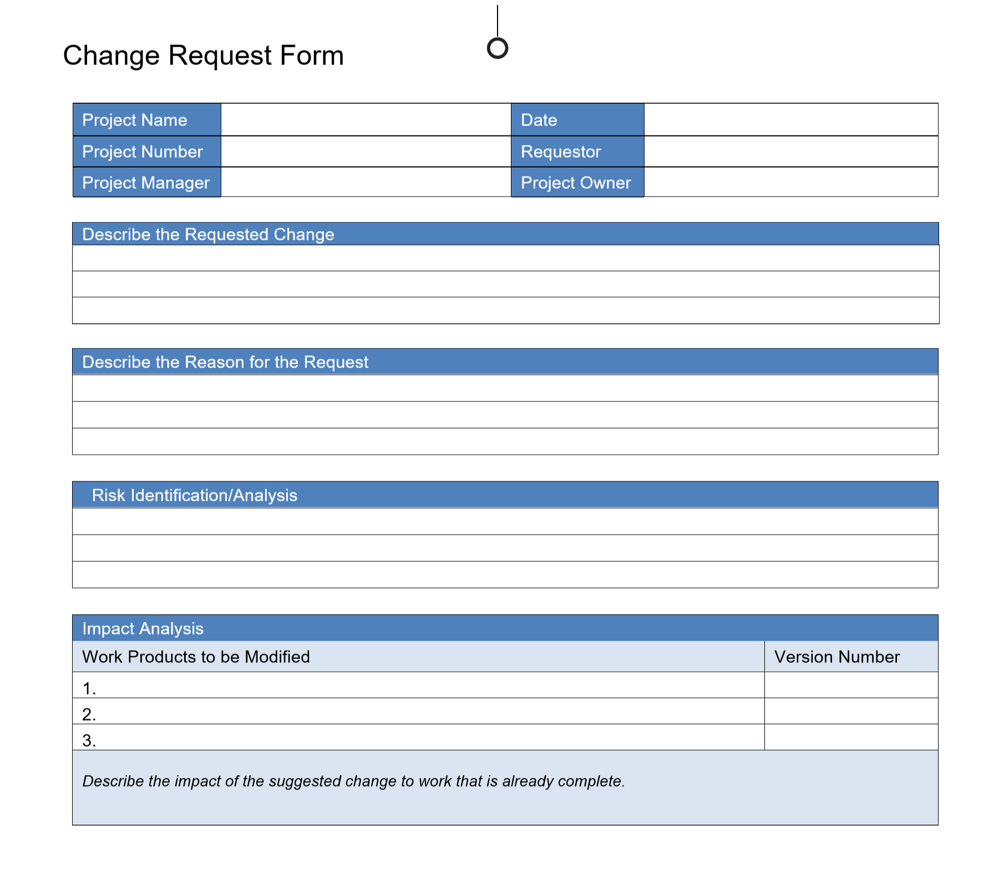 Change Request Form
Project Name Date
Project Number Requestor
Project Manager Project Owner
Describe the Requested Change
Describe the Reason for the Request
Risk Identification/Analysis
Impact Analysis
Work Products to be Modified Version Number
1.
2.
3.
Describe the impact of the suggested change to work that is already complete.